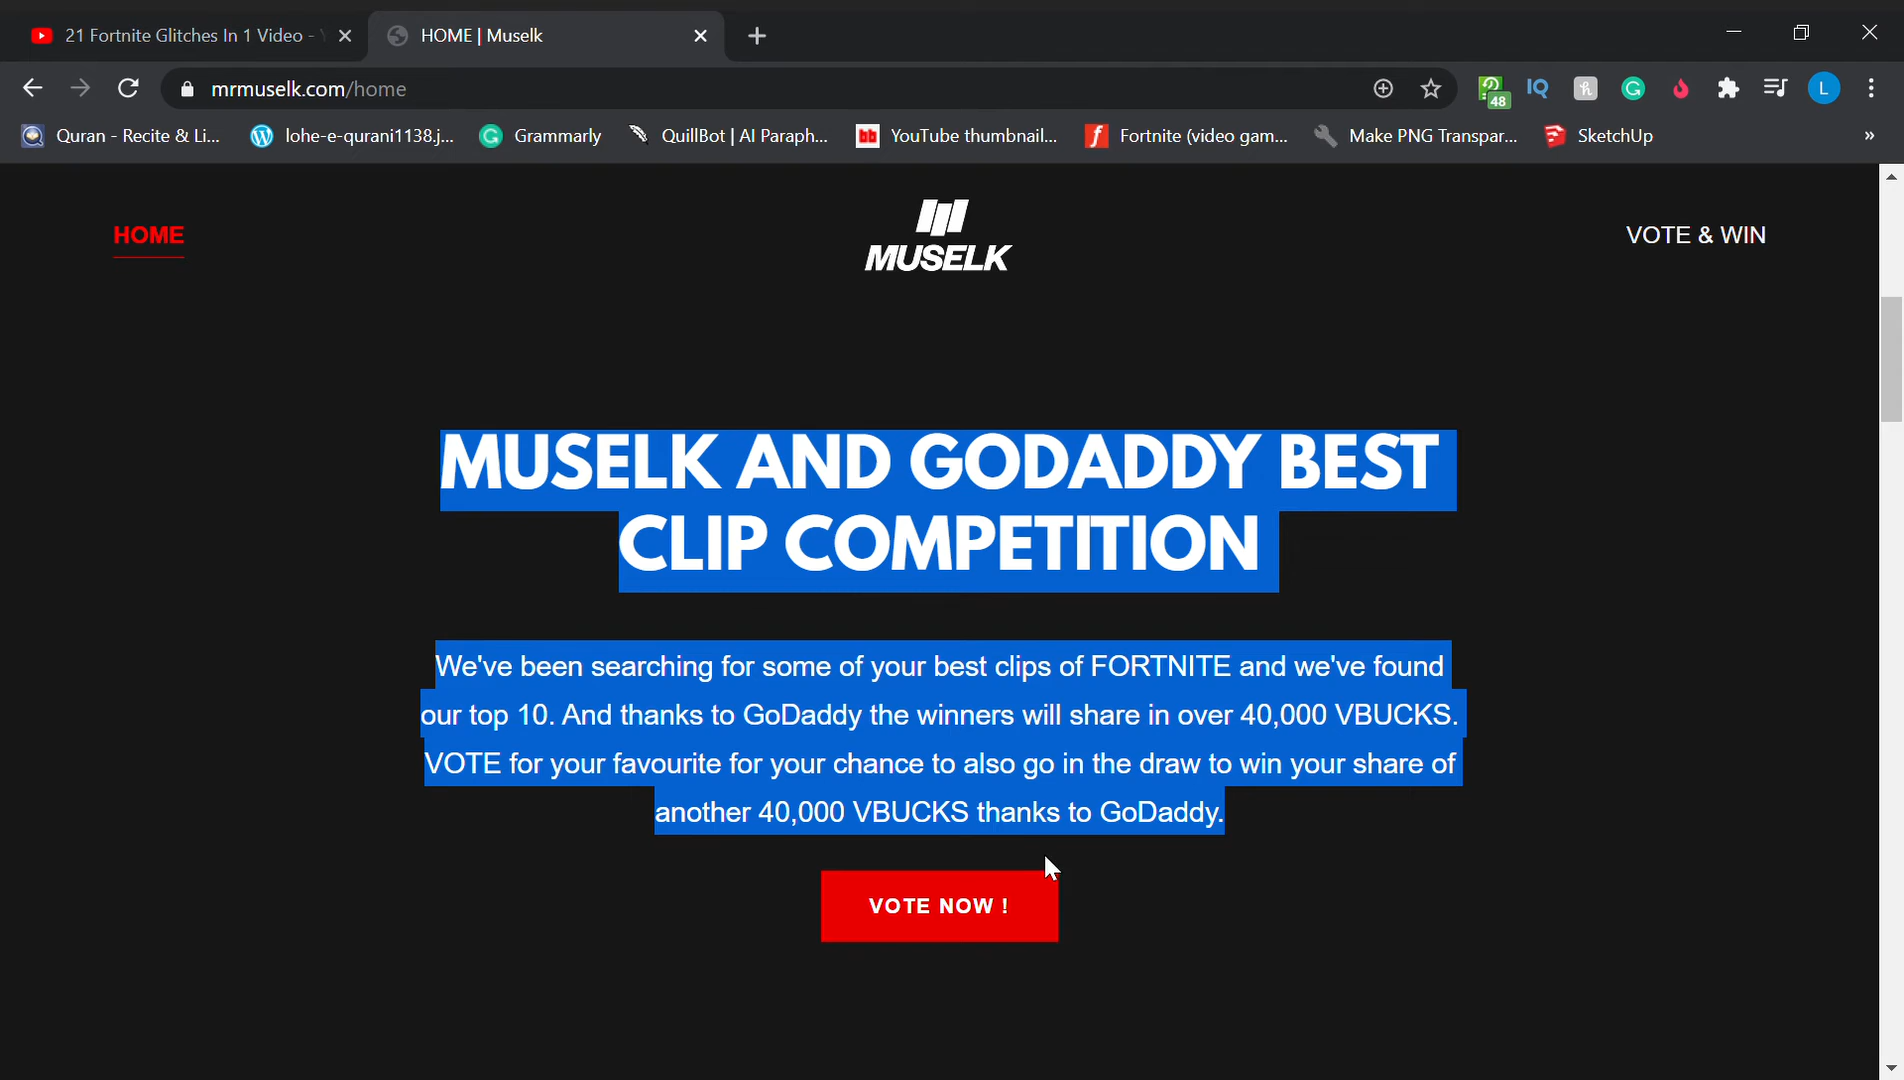 21 Fortnite Glitches In 1 Video -
HOME | Muselk
mrmuselk.com/home
48
IQ
L
Quran - Recite & Li...
lohe-e-qurani1138.j...
Grammarly
QuillBot | AI Paraph...
YouTube thumbnail...
Fortnite (video gam...
Make PNG Transpar...
SketchUp
»
HOME
MUSELK
VOTE & WIN
MUSELK AND GODADDY BEST
CLIP COMPETITION
We've been searching for some of your best clips of FORTNITE and we've found
our top 10. And thanks to GoDaddy the winners will share in over 40,000 VBUCKS.
VOTE for your favourite for your chance to also go in the draw to win your share of
another 40,000 VBUCKS thanks to GoDaddy.
VOTE NOW !